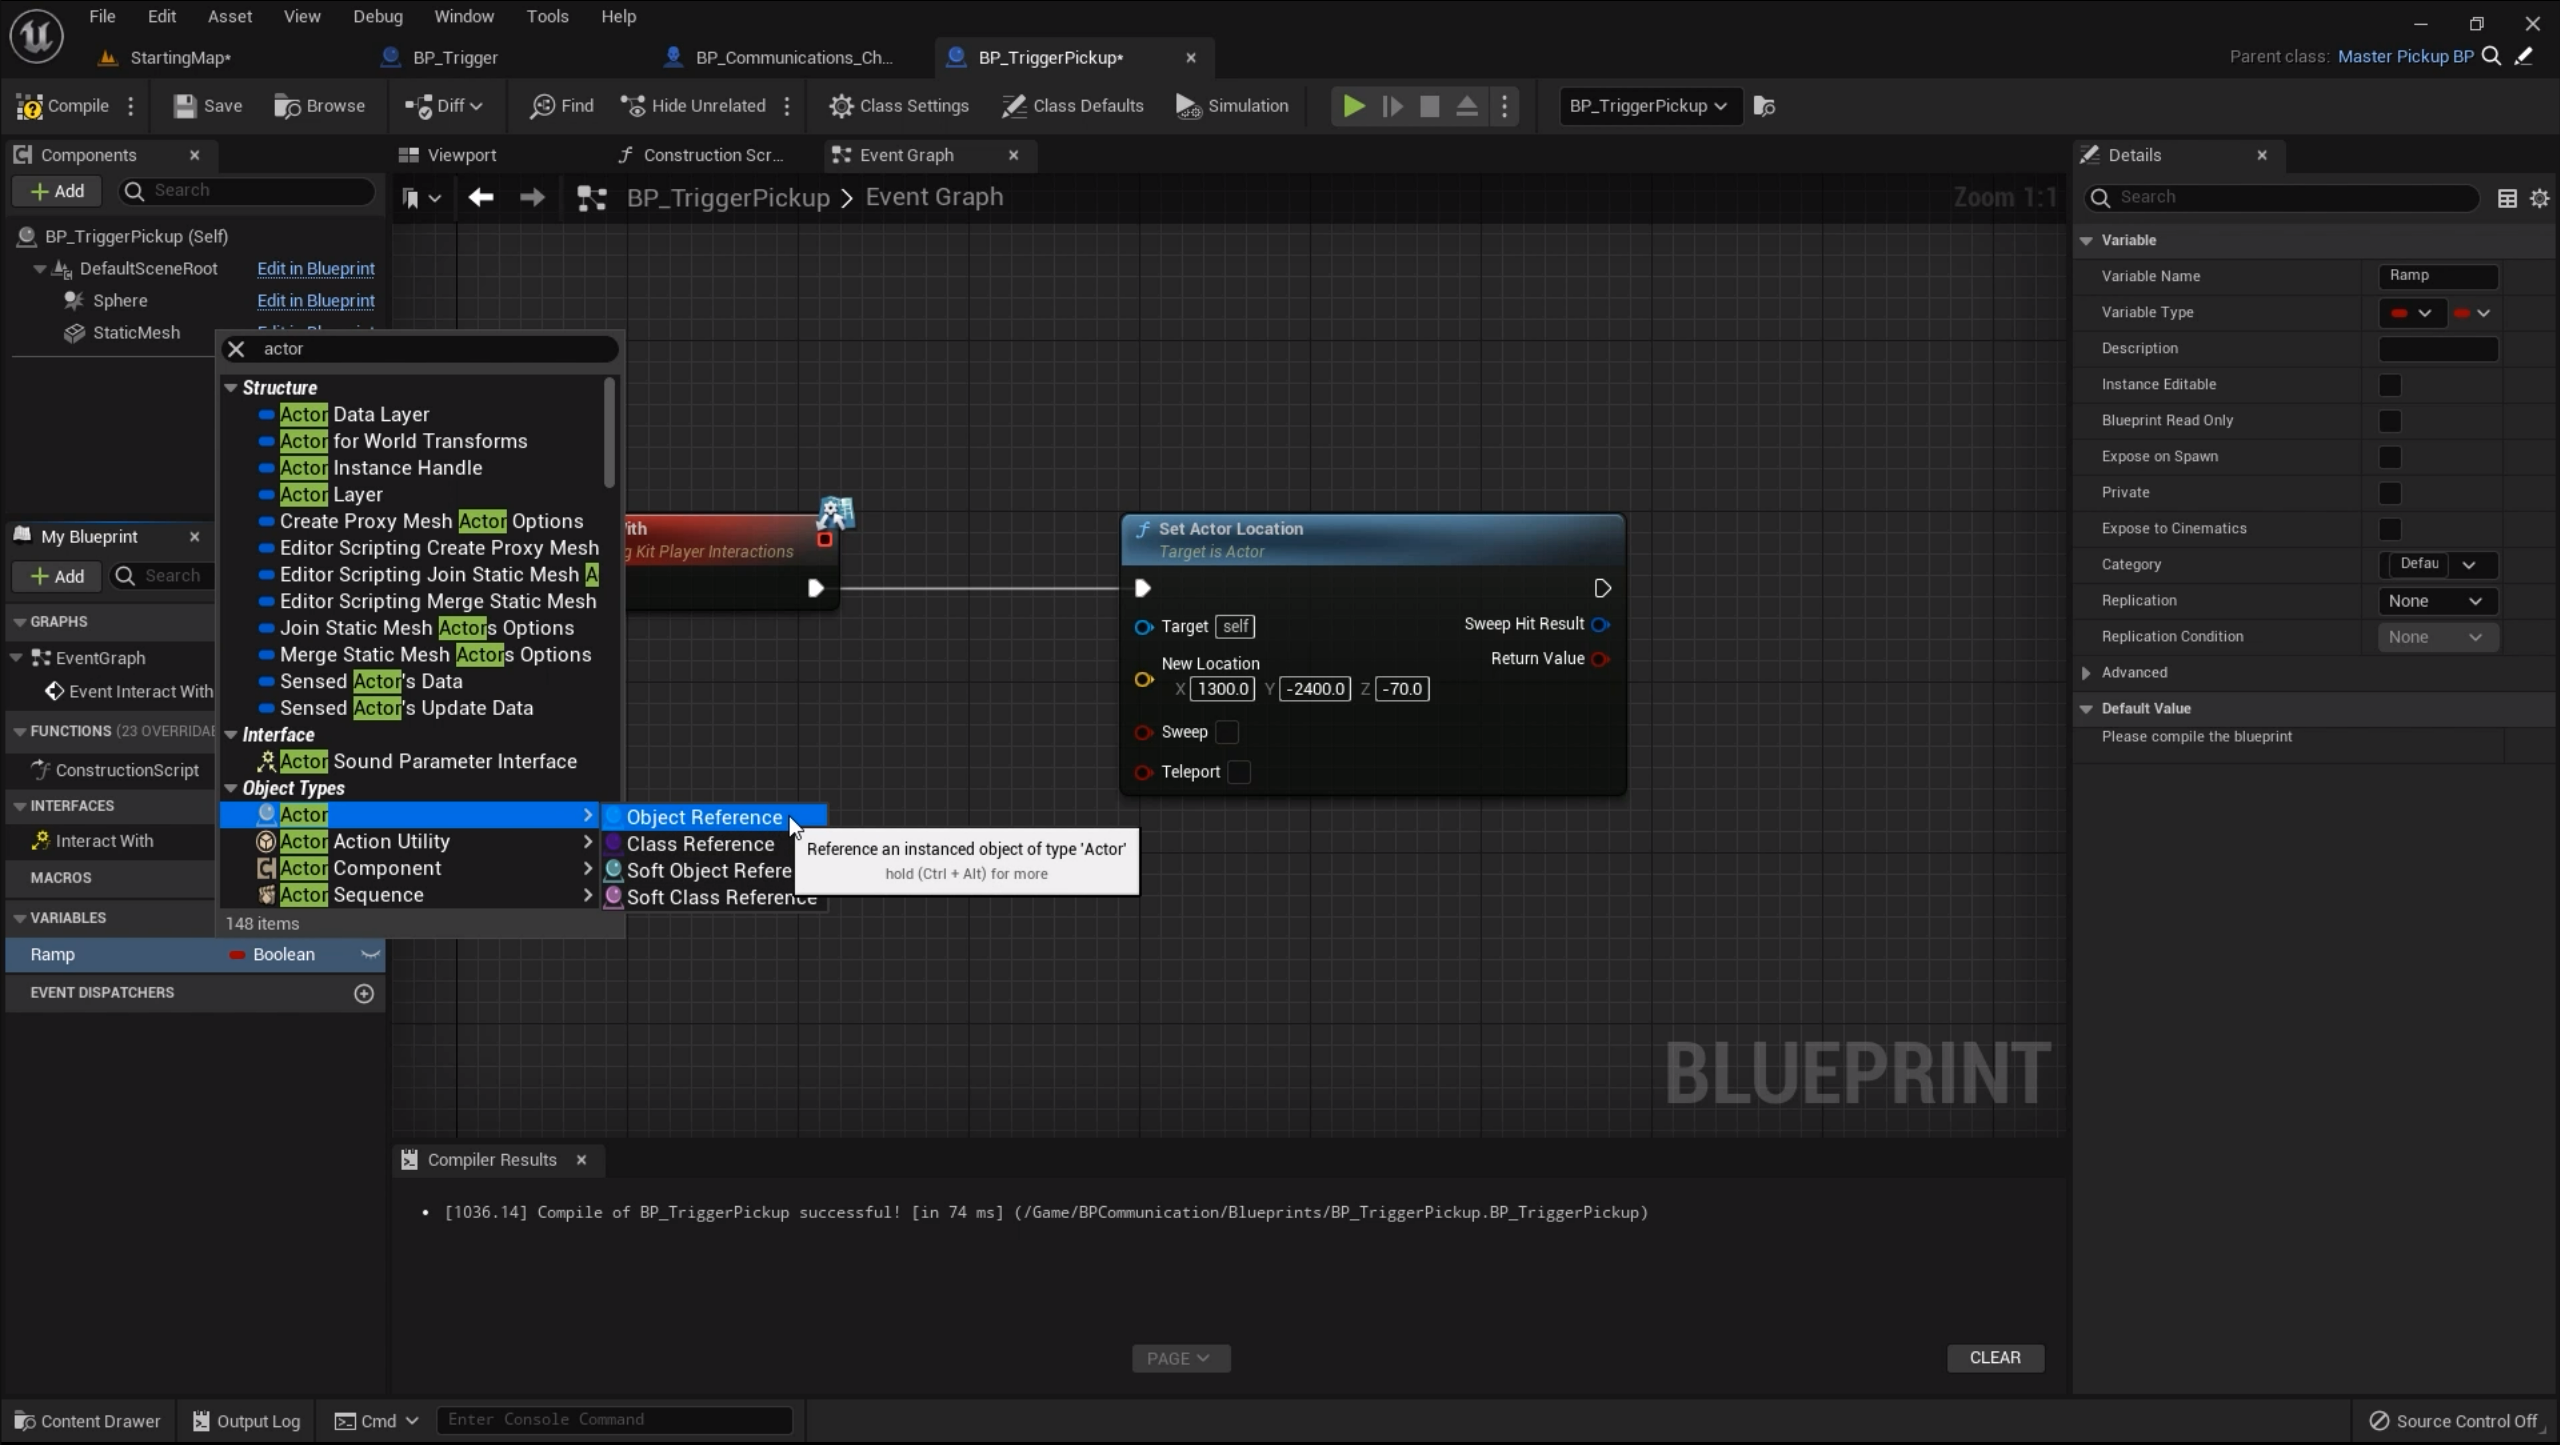 File Edit Asset View Debug Window Tools Help
StartingMap* BP_Trigger BP_Communications_Ch... BP_TriggerPickup*
Parent class: Master Pickup BP
Compile Save Browse Diff Find Hide Unrelated Class Settings Class Defaults Simulation BP_TriggerPickup
Components
Add Search
BP_TriggerPickup (Self)
DefaultSceneRoot Edit in Blueprint
Sphere Edit in Blueprint
StaticMesh
Viewport Construction Scr... Event Graph
BP_TriggerPickup > Event Graph
Zoom 1:1
actor
Structure
Actor Data Layer
Actor for World Transforms
Actor Instance Handle
Actor Layer
Create Proxy Mesh Actor Options
Editor Scripting Create Proxy Mesh
Editor Scripting Join Static Mesh A
Editor Scripting Merge Static Mesh
Join Static Mesh Actors Options
Merge Static Mesh Actors Options
Sensed Actor's Data
Sensed Actor's Update Data
Interface
Actor Sound Parameter Interface
Object Types
Actor
Actor Action Utility
Actor Component
Actor Sequence
148 items
Object Reference
Class Reference
Soft Object Refere
Soft Class Reference
Reference an instanced object of type 'Actor'
hold (Ctrl + Alt) for more
My Blueprint
Add Search
GRAPHS
EventGraph
Event Interact With
FUNCTIONS (23 OVERRIDA
ConstructionScript
INTERFACES
Interact With
MACROS
VARIABLES
Ramp Boolean
EVENT DISPATCHERS
ith
g Kit Player Interactions
Set Actor Location
Target is Actor
Target self
Sweep Hit Result
New Location
Return Value
X 1300.0 Y -2400.0 Z -70.0
Sweep
Teleport
BLUEPRINT
Compiler Results
• [1036.14] Compile of BP_TriggerPickup successful! [in 74 ms] (/Game/BPCommunication/Blueprints/BP_TriggerPickup.BP_TriggerPickup)
PAGE
CLEAR
Details
Search
Variable
Variable Name Ramp
Variable Type
Description
Instance Editable
Blueprint Read Only
Expose on Spawn
Private
Expose to Cinematics
Category Defau
Replication None
Replication Condition None
Advanced
Default Value
Please compile the blueprint
Content Drawer Output Log Cmd Enter Console Command
Source Control Off